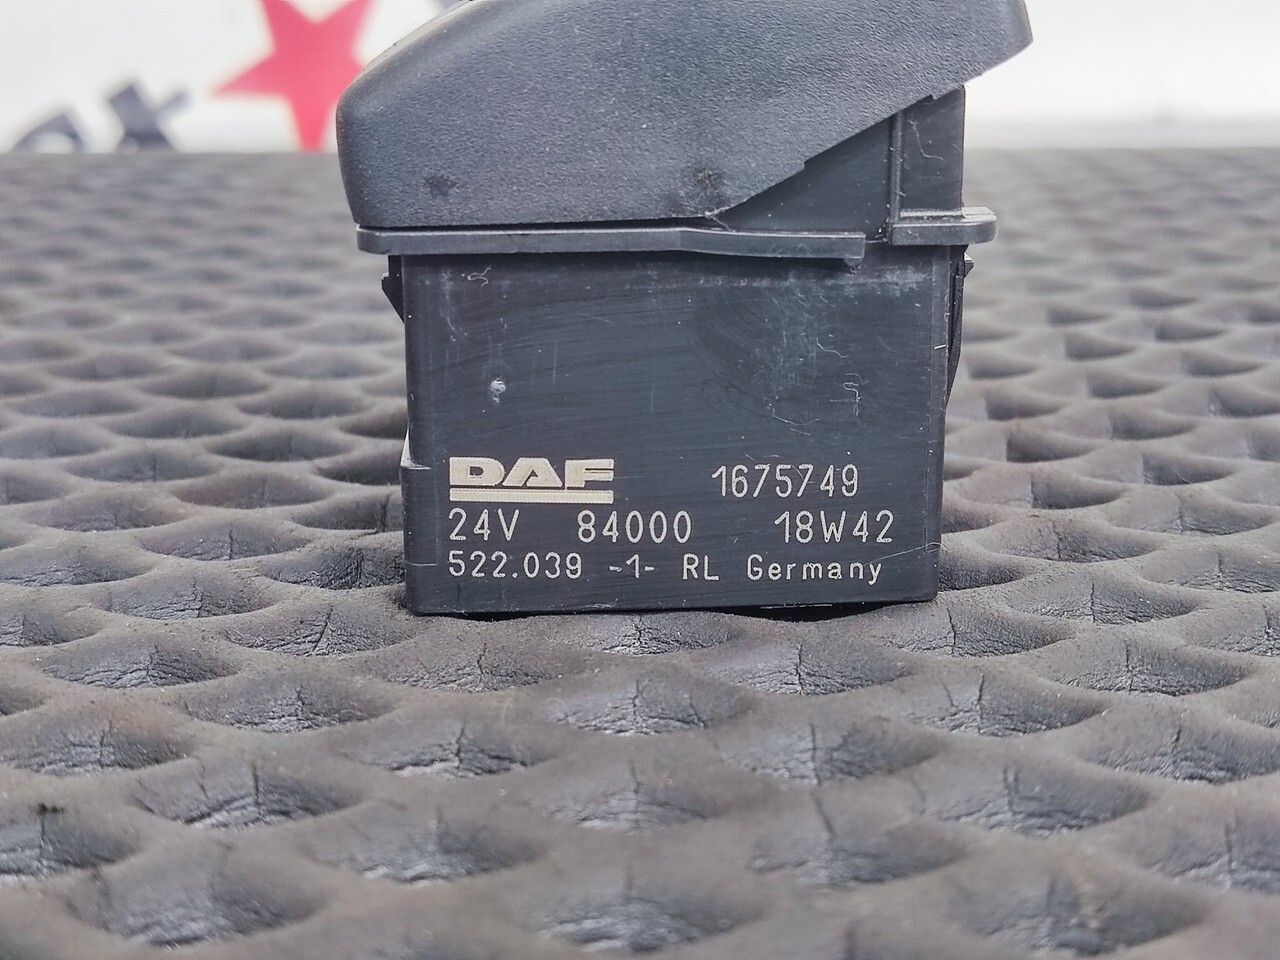 DAF 1675749
24V 84000 18W42
522.039 -1- RL Germany